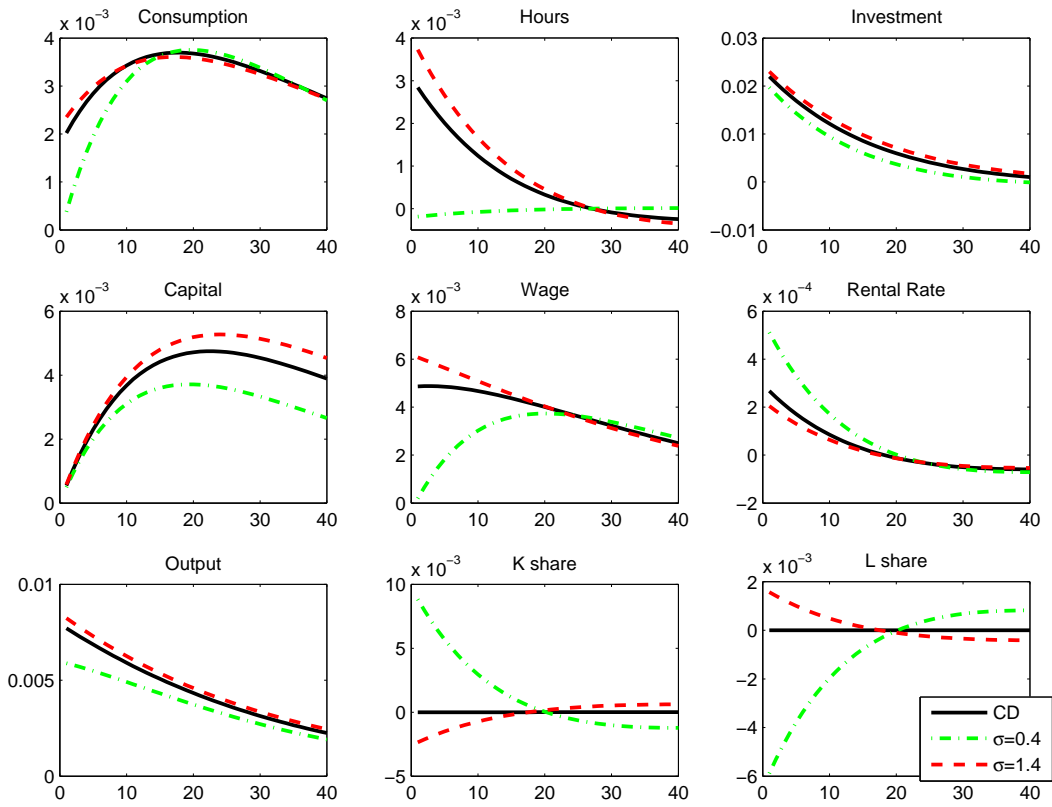 Consumption
x 10⁻³
4
3
2
1
0
0 10 20 30 40
Hours
x 10⁻³
4
3
2
1
0
0 10 20 30 40
Investment
0.03
0.02
0.01
0
−0.01
0 10 20 30 40
Capital
x 10⁻³
6
4
2
0
0 10 20 30 40
Wage
x 10⁻³
8
6
4
2
0
0 10 20 30 40
Rental Rate
x 10⁻⁴
6
4
2
0
−2
0 10 20 30 40
Output
0.01
0.005
0
0 10 20 30 40
K share
x 10⁻³
10
5
0
−5
0 10 20 30 40
L share
x 10⁻³
2
0
−2
−4
−6
0 10 20 30 40
CD
σ=0.4
σ=1.4